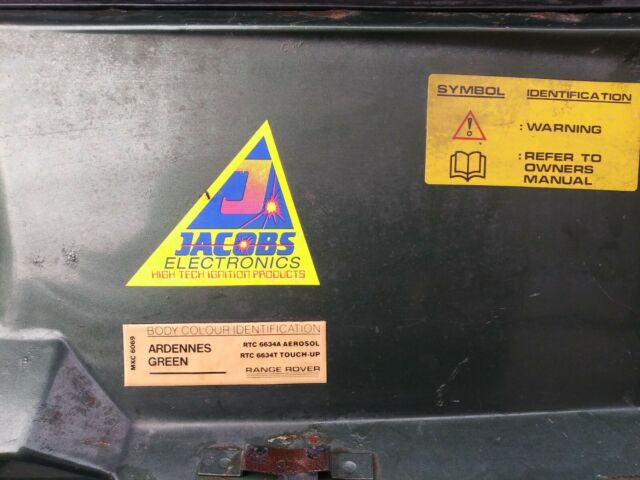 SYMBOL IDENTIFICATION
: WARNING
: REFER TO
OWNERS
MANUAL
J
JACOBS
ELECTRONICS
HIGH TECH IGNITION PRODUCTS
MXC 6069
BODY COLOUR IDENTIFICATION
ARDENNES
GREEN
RTC 6634A AEROSOL
RTC 6634T TOUCH-UP
RANGE ROVER